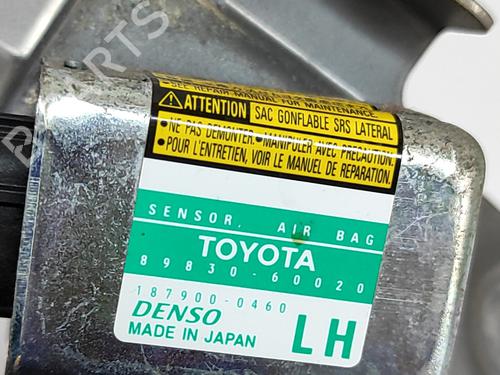 PARTS
•SEE REPAIR MANUAL FOR MAINTENANCE.
ATTENTION SAC GONFLABLE SRS LATERAL
•NE PAS DEMONTER.•MANIPULER AVEC PRECAUTION.
•POUR L'ENTRETIEN, VOIR LE MANUEL DE REPARATION.
SENSOR, AIR BAG
TOYOTA
89830-60020
187900-0460
DENSO
MADE IN JAPAN
LH